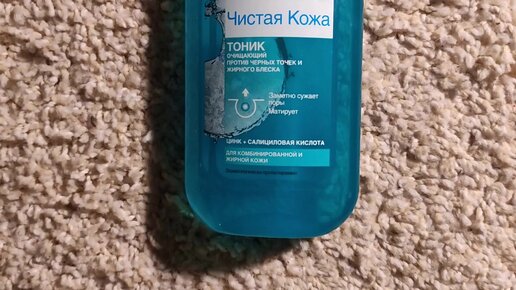 Чистая Кожа
ТОНИК
ОЧИЩАЮЩИЙ
ПРОТИВ ЧЕРНЫХ ТОЧЕК И
ЖИРНОГО БЛЕСКА
Заметно сужает
поры
Матирует
ЦИНК + САЛИЦИЛОВАЯ КИСЛОТА
ДЛЯ КОМБИНИРОВАННОЙ И
ЖИРНОЙ КОЖИ